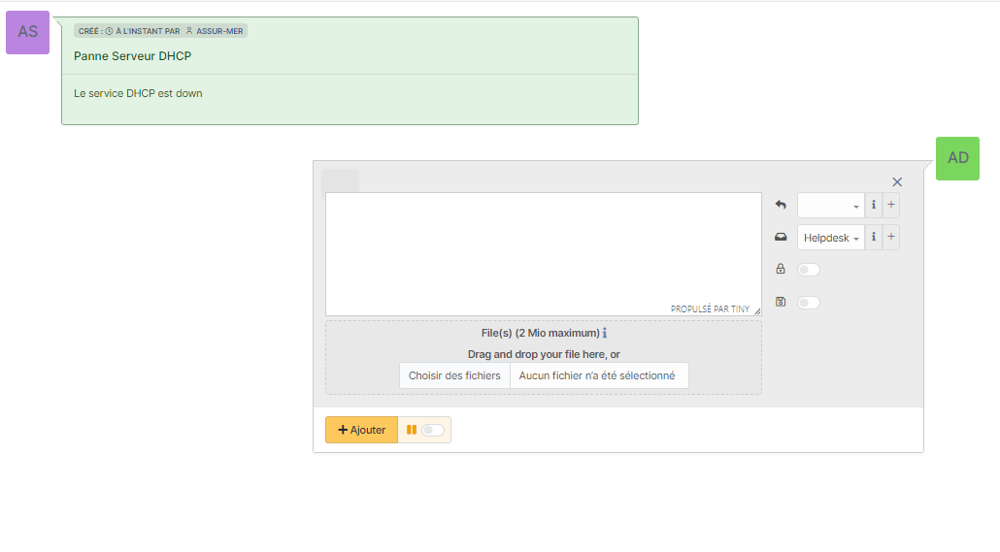 AS
CRÉÉ : À L'INSTANT PAR ASSUR-MER
Panne Serveur DHCP
Le service DHCP est down
AD
PROPULSÉ PAR TINY
Helpdesk
File(s) (2 Mio maximum)
Drag and drop your file here, or
Choisir des fichiers Aucun fichier n'a été sélectionné
+ Ajouter